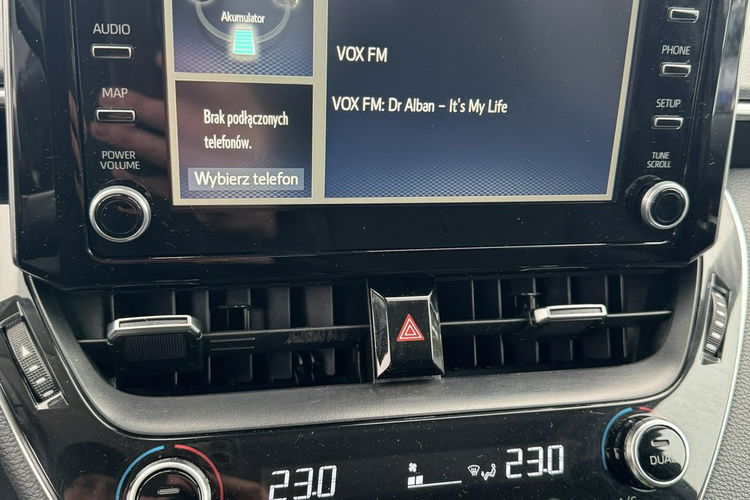 AUDIO
MAP
POWER
VOLUME
Akumulator
Brak podłączonych
telefonów.
Wybierz telefon
VOX FM
VOX FM: Dr Alban – It's My Life
PHONE
SETUP
TUNE
SCROLL
23.0
23.0
DUAL
A/C